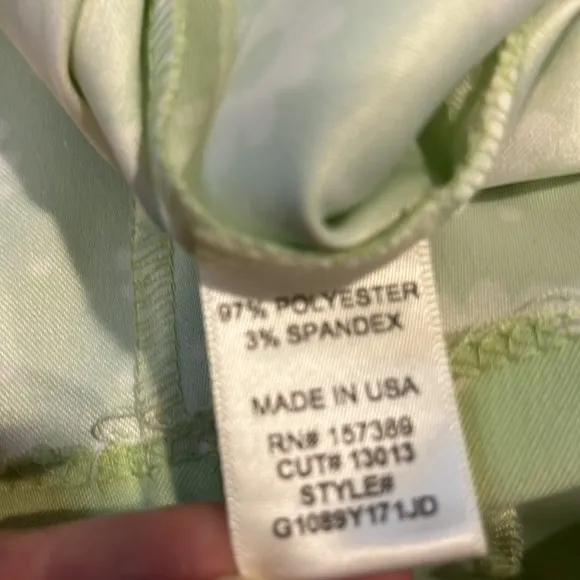 97% POLYESTER
3% SPANDEX
MADE IN USA
RN# 157389
CUT# 13013
STYLE#
G1089Y171JD